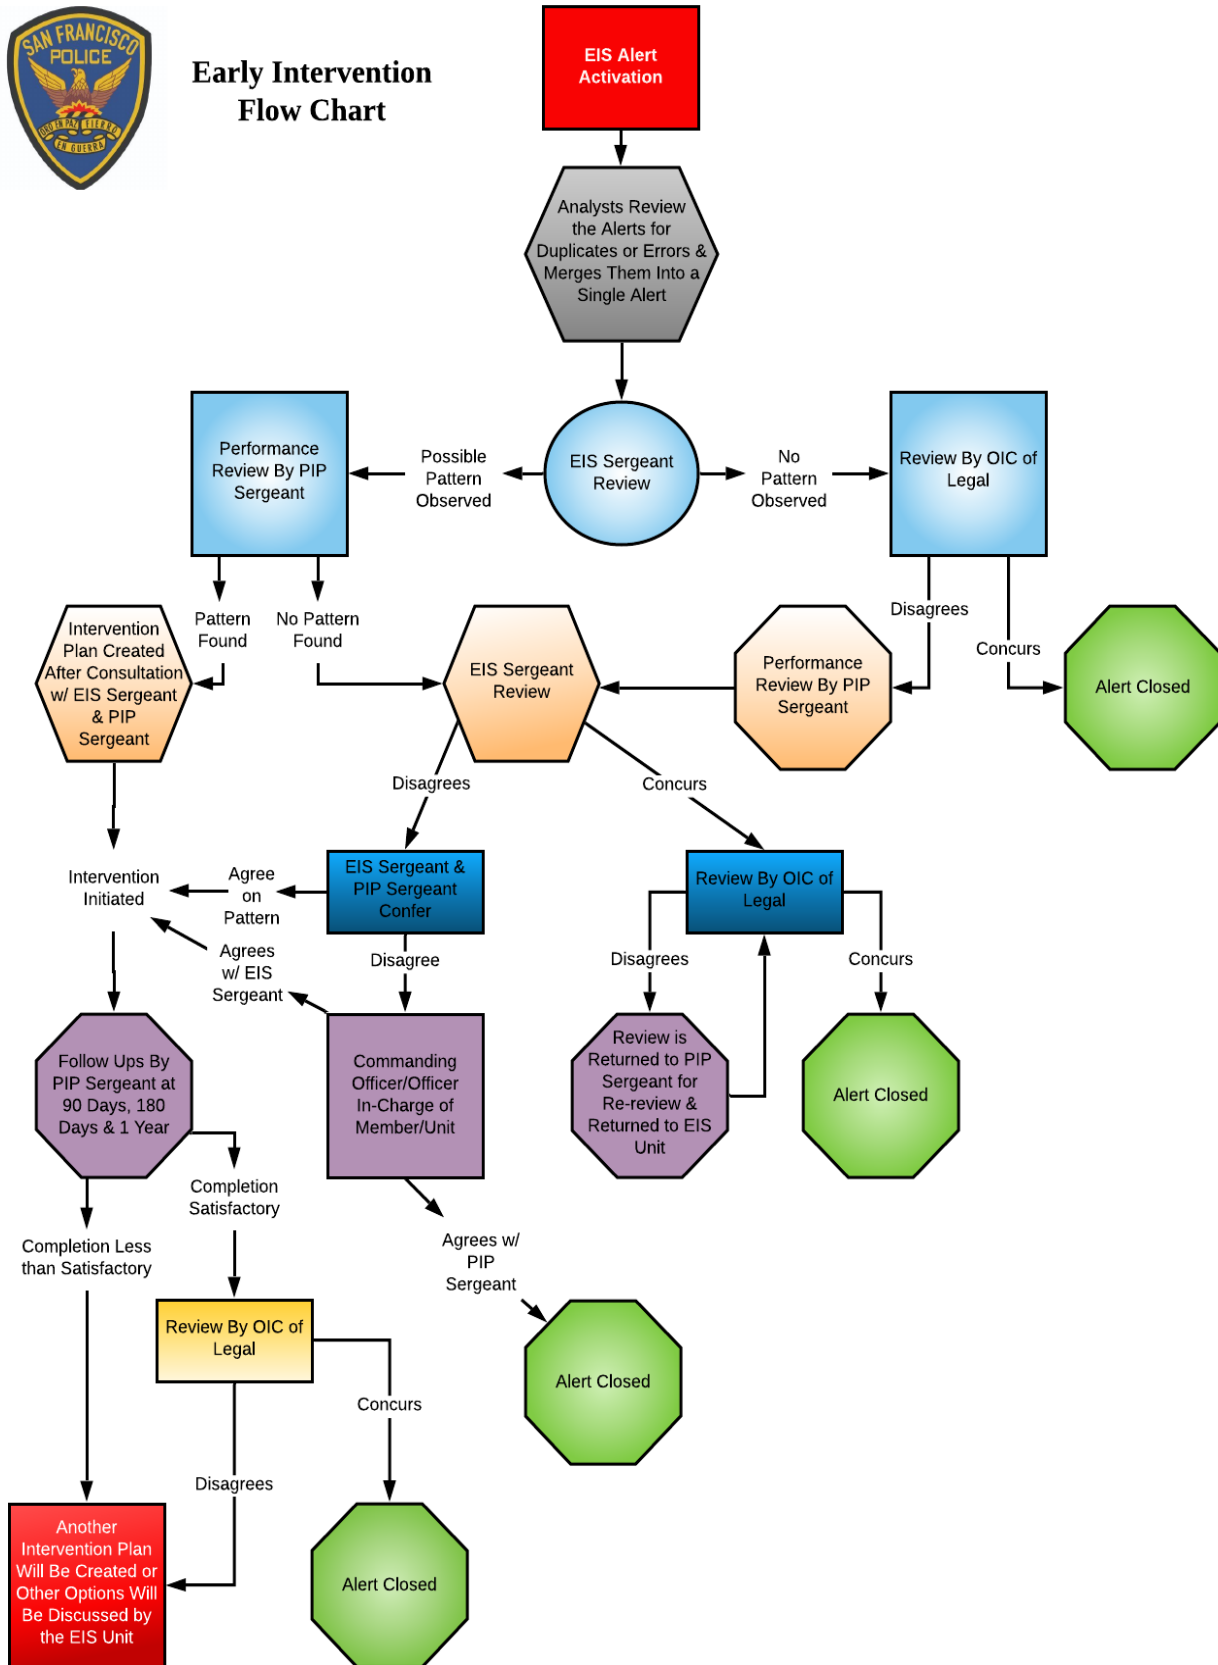 SAN FRANCISCO
POLICE
ORO EN PAZ
FIERRO
EN GUERRA
Early Intervention
Flow Chart
EIS Alert
Activation
Analysts Review
the Alerts for
Duplicates or Errors &
Merges Them Into a
Single Alert
Performance
Review By PIP
Sergeant
Possible
Pattern
Observed
EIS Sergeant
Review
No
Pattern
Observed
Review By OIC of
Legal
Pattern
Found
No Pattern
Found
Disagrees
Concurs
Intervention
Plan Created
After Consultation
w/ EIS Sergeant
& PIP
Sergeant
EIS Sergeant
Review
Performance
Review By PIP
Sergeant
Alert Closed
Disagrees
Concurs
Intervention
Initiated
Agree
on
Pattern
EIS Sergeant &
PIP Sergeant
Confer
Review By OIC of
Legal
Agrees
w/ EIS
Sergeant
Disagree
Disagrees
Concurs
Follow Ups By
PIP Sergeant at
90 Days, 180
Days & 1 Year
Commanding
Officer/Officer
In-Charge of
Member/Unit
Review is
Returned to PIP
Sergeant for
Re-review &
Returned to EIS
Unit
Alert Closed
Completion
Satisfactory
Completion Less
than Satisfactory
Agrees w/
PIP
Sergeant
Review By OIC of
Legal
Alert Closed
Concurs
Disagrees
Another
Intervention Plan
Will Be Created or
Other Options Will
Be Discussed by
the EIS Unit
Alert Closed